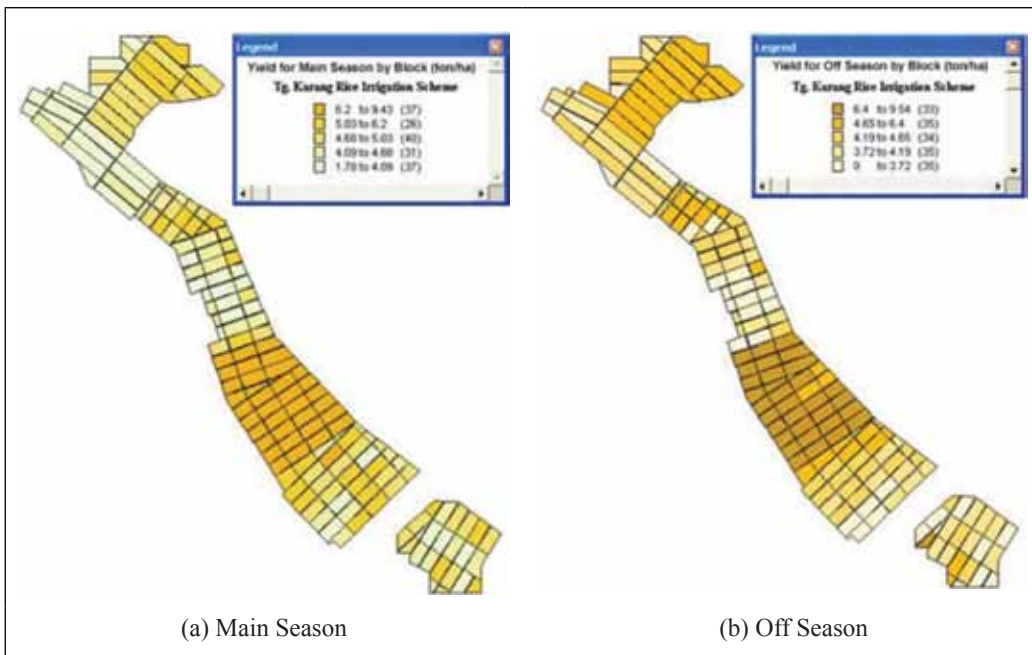 Legend
Yield for Main Season by Block (ton/ha)
Tg. Karang Rice Irrigation Scheme
6.2 to 9.43 (37)
5.03 to 6.2 (26)
4.68 to 5.03 (40)
4.09 to 4.68 (31)
1.78 to 4.09 (37)
Legend
Yield for Off Season by Block (ton/ha)
Tg. Karang Rice Irrigation Scheme
6.4 to 9.54 (33)
4.65 to 6.4 (35)
4.19 to 4.65 (34)
3.72 to 4.19 (35)
0 to 3.72 (35)
(a) Main Season
(b) Off Season